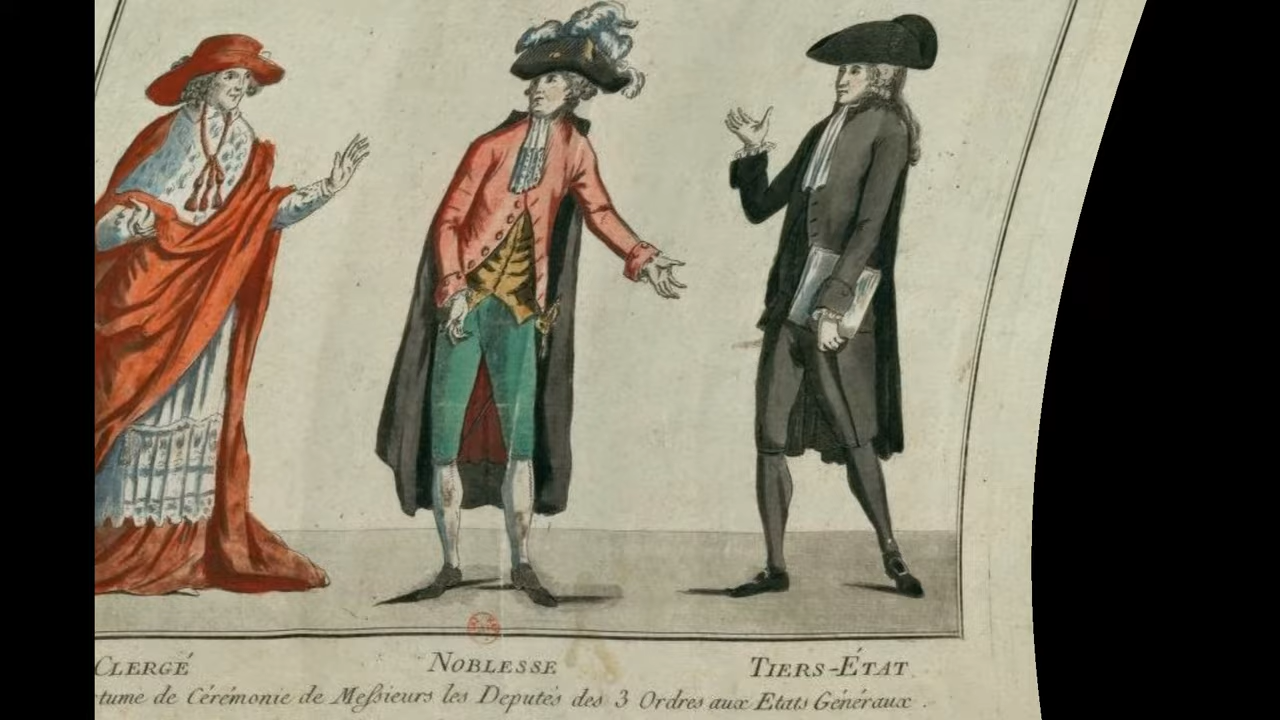 CLERGÉ NOBLESSE TIERS-ÉTAT
tume de Cérémonie de Meſsieurs les Deputés des 3 Ordres aux Etats Généraux.